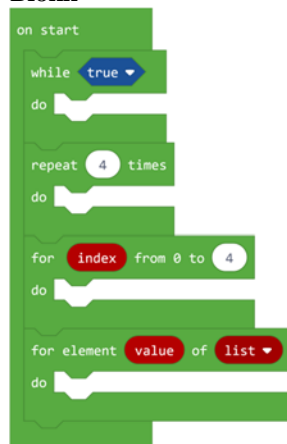 on start
while true
do
repeat 4 times
do
for index from 0 to 4
do
for element value of list
do